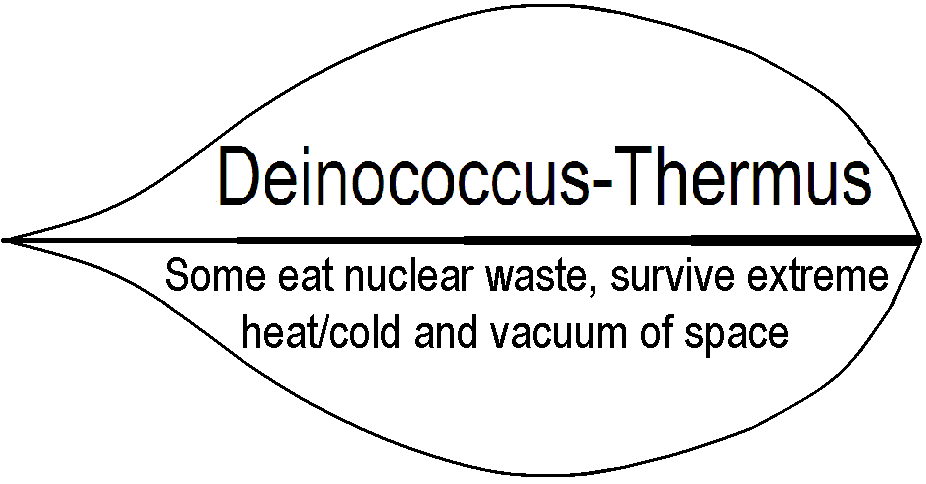 Deinococcus-Thermus
Some eat nuclear waste, survive extreme
heat/cold and vacuum of space